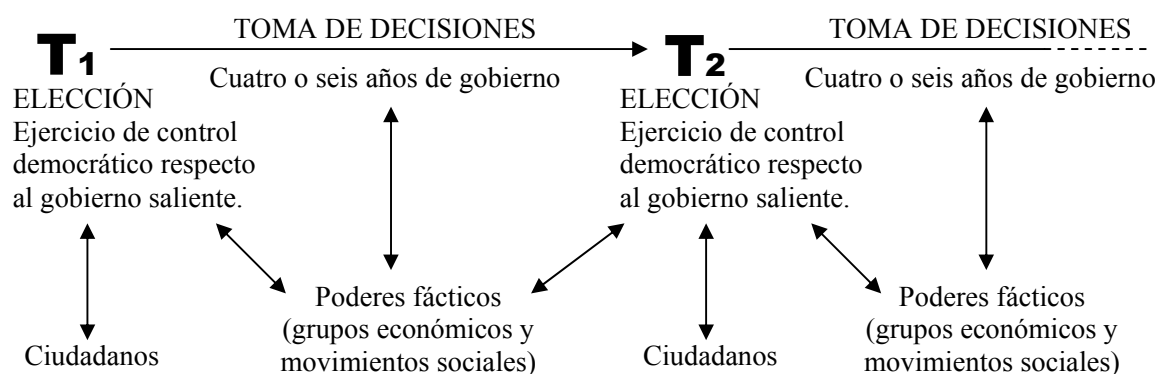 T1
TOMA DE DECISIONES
Cuatro o seis años de gobierno
ELECCIÓN
Ejercicio de control
democrático respecto
al gobierno saliente.
Ciudadanos
Poderes fácticos
(grupos económicos y
movimientos sociales)
T2
TOMA DE DECISIONES
Cuatro o seis años de gobierno
ELECCIÓN
Ejercicio de control
democrático respecto
al gobierno saliente.
Ciudadanos
Poderes fácticos
(grupos económicos y
movimientos sociales)